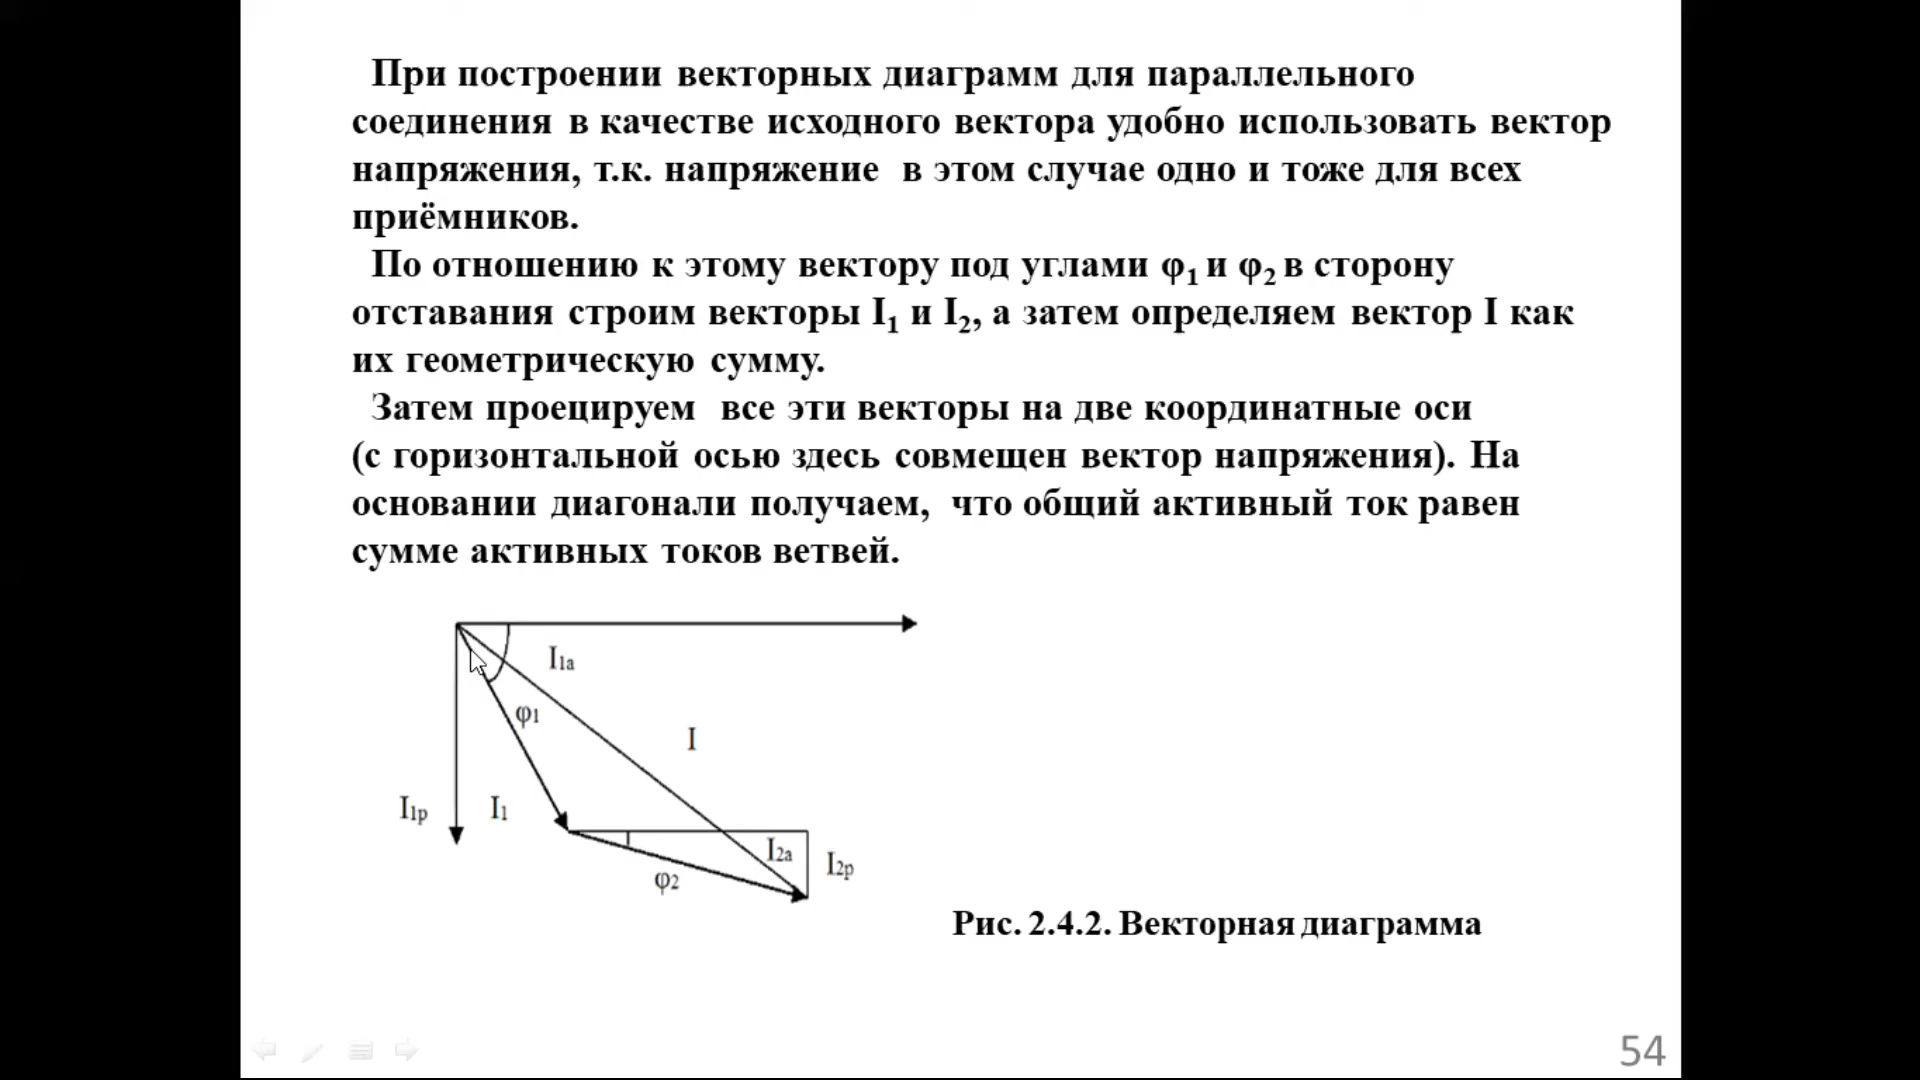 При построении векторных диаграмм для параллельного
соединения в качестве исходного вектора удобно использовать вектор
напряжения, т.к. напряжение в этом случае одно и тоже для всех
приёмников.
По отношению к этому вектору под углами φ₁ и φ₂ в сторону
отставания строим векторы I₁ и I₂, а затем определяем вектор I как
их геометрическую сумму.
Затем проецируем все эти векторы на две координатные оси
(с горизонтальной осью здесь совмещен вектор напряжения). На
основании диагонали получаем, что общий активный ток равен
сумме активных токов ветвей.
I1a
φ1
I
I1p
I1
I2a
I2p
φ2
Рис. 2.4.2. Векторная диаграмма
54